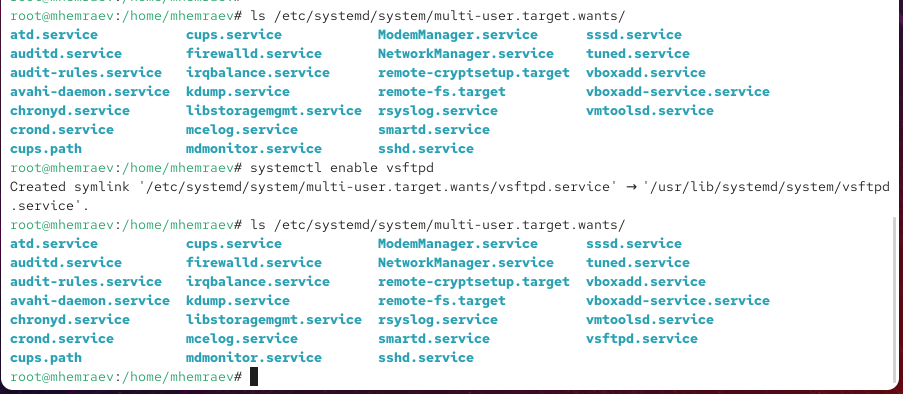 root@mhemraev:/home/mhemraev# ls /etc/systemd/system/multi-user.target.wants/
atd.service cups.service ModemManager.service sssd.service
auditd.service firewalld.service NetworkManager.service tuned.service
audit-rules.service irqbalance.service remote-cryptsetup.target vboxadd.service
avahi-daemon.service kdump.service remote-fs.target vboxadd-service.service
chronyd.service libstoragemgmt.service rsyslog.service vmtoolsd.service
crond.service mcelog.service smartd.service
cups.path mdmonitor.service sshd.service
root@mhemraev:/home/mhemraev# systemctl enable vsftpd
Created symlink '/etc/systemd/system/multi-user.target.wants/vsftpd.service' → '/usr/lib/systemd/system/vsftpd
.service'.
root@mhemraev:/home/mhemraev# ls /etc/systemd/system/multi-user.target.wants/
atd.service cups.service ModemManager.service sssd.service
auditd.service firewalld.service NetworkManager.service tuned.service
audit-rules.service irqbalance.service remote-cryptsetup.target vboxadd.service
avahi-daemon.service kdump.service remote-fs.target vboxadd-service.service
chronyd.service libstoragemgmt.service rsyslog.service vmtoolsd.service
crond.service mcelog.service smartd.service vsftpd.service
cups.path mdmonitor.service sshd.service
root@mhemraev:/home/mhemraev#